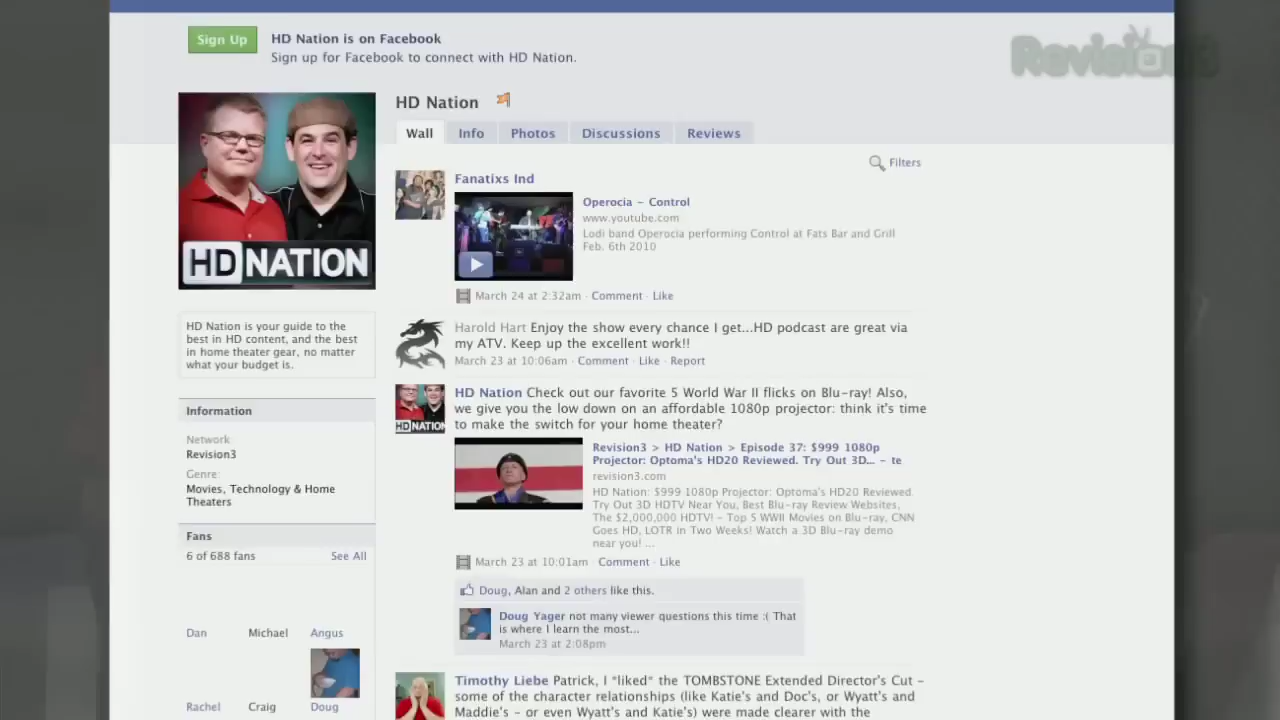 Sign Up
HD Nation is on Facebook
Sign up for Facebook to connect with HD Nation.
Revision3
HD Nation
Wall Info Photos Discussions Reviews
Filters
HD NATION
Fanatixs Ind
Operocia - Control
www.youtube.com
Lodi band Operocia performing Control at Fats Bar and Grill
Feb. 6th 2010
March 24 at 2:32am · Comment · Like
HD Nation is your guide to the
best in HD content, and the best
in home theater gear, no matter
what your budget is.
Harold Hart Enjoy the show every chance I get...HD podcast are great via
my ATV. Keep up the excellent work!!
March 23 at 10:06am · Comment · Like · Report
Information
Network
Revision3
Genre:
Movies, Technology & Home
Theaters
HD NATION
HD Nation Check out our favorite 5 World War II flicks on Blu-ray! Also,
we give you the low down on an affordable 1080p projector: think it's time
to make the switch for your home theater?
Revision3 > HD Nation > Episode 37: $999 1080p
Projector: Optoma's HD20 Reviewed. Try Out 3D... - te
revision3.com
HD Nation: $999 1080p Projector: Optoma's HD20 Reviewed.
Try Out 3D HDTV Near You, Best Blu-ray Review Websites,
The $2,000,000 HDTV! - Top 5 WWII Movies on Blu-ray, CNN
Goes HD, LOTR in Two Weeks! Watch a 3D Blu-ray demo
near you! ...
March 23 at 10:01am · Comment · Like
Fans
6 of 688 fans See All
Dan Michael Angus
Rachel Craig Doug
Doug, Alan and 2 others like this.
Doug Yager not many viewer questions this time :( That
is where I learn the most...
March 23 at 2:08pm
Timothy Liebe Patrick, I *liked* the TOMBSTONE Extended Director's Cut -
some of the character relationships (like Katie's and Doc's, or Wyatt's and
Maddie's - or even Wyatt's and Katie's) were made clearer with the